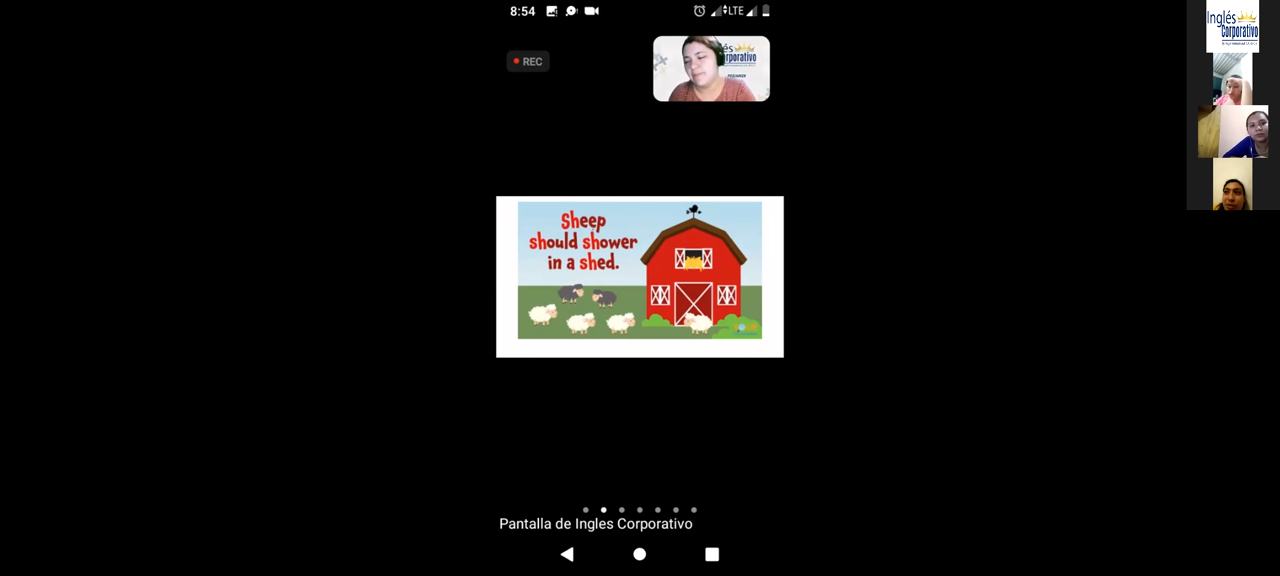 8:54
LTE
REC
Inglés
Corporativo
Sheep
should shower
in a shed.
Pantalla de Ingles Corporativo